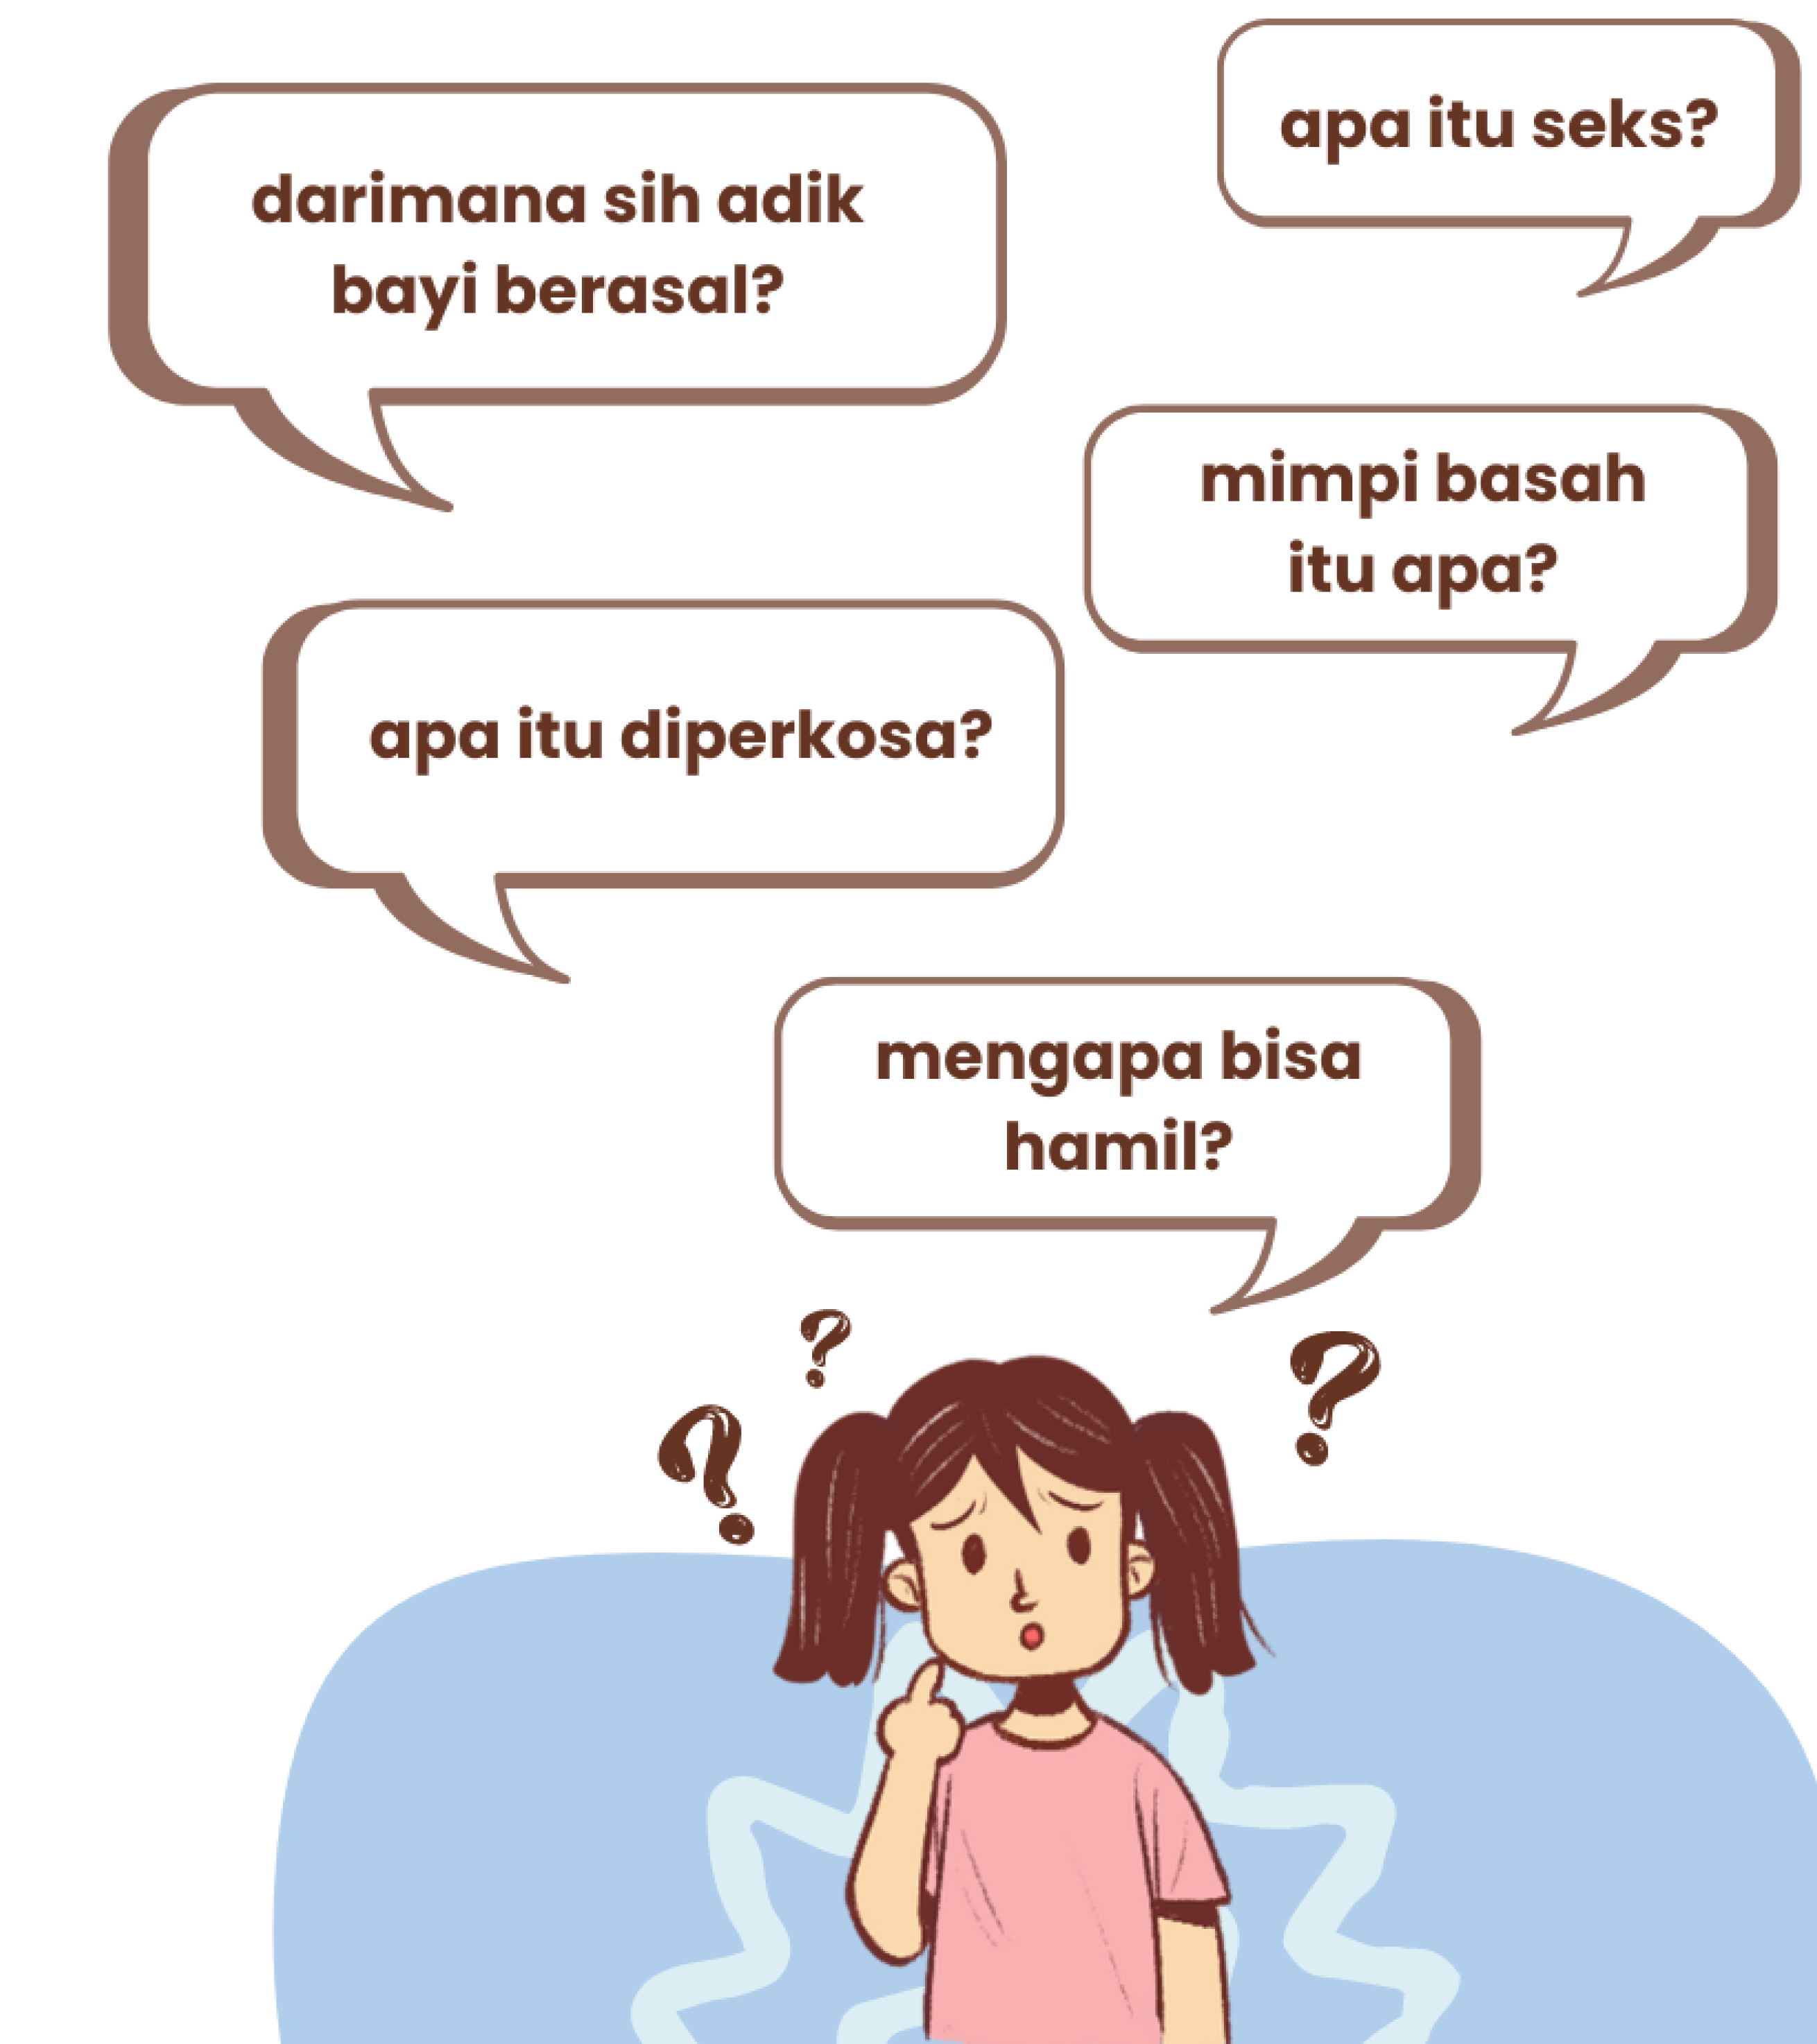 apa itu seks?
darimana sih adik
bayi berasal?
mimpi basah
itu apa?
apa itu diperkosa?
mengapa bisa
hamil?
? ? ?